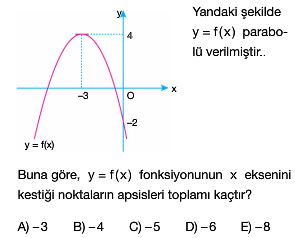 Yandaki şekilde
y = f(x) parabo-
lü verilmiştir..
y
4
x
−3
O
−2
y = f(x)
Buna göre, y = f(x) fonksiyonunun x eksenini
kestiği noktaların apsisleri toplamı kaçtır?
A) −3 B) −4 C) −5 D) −6 E) −8